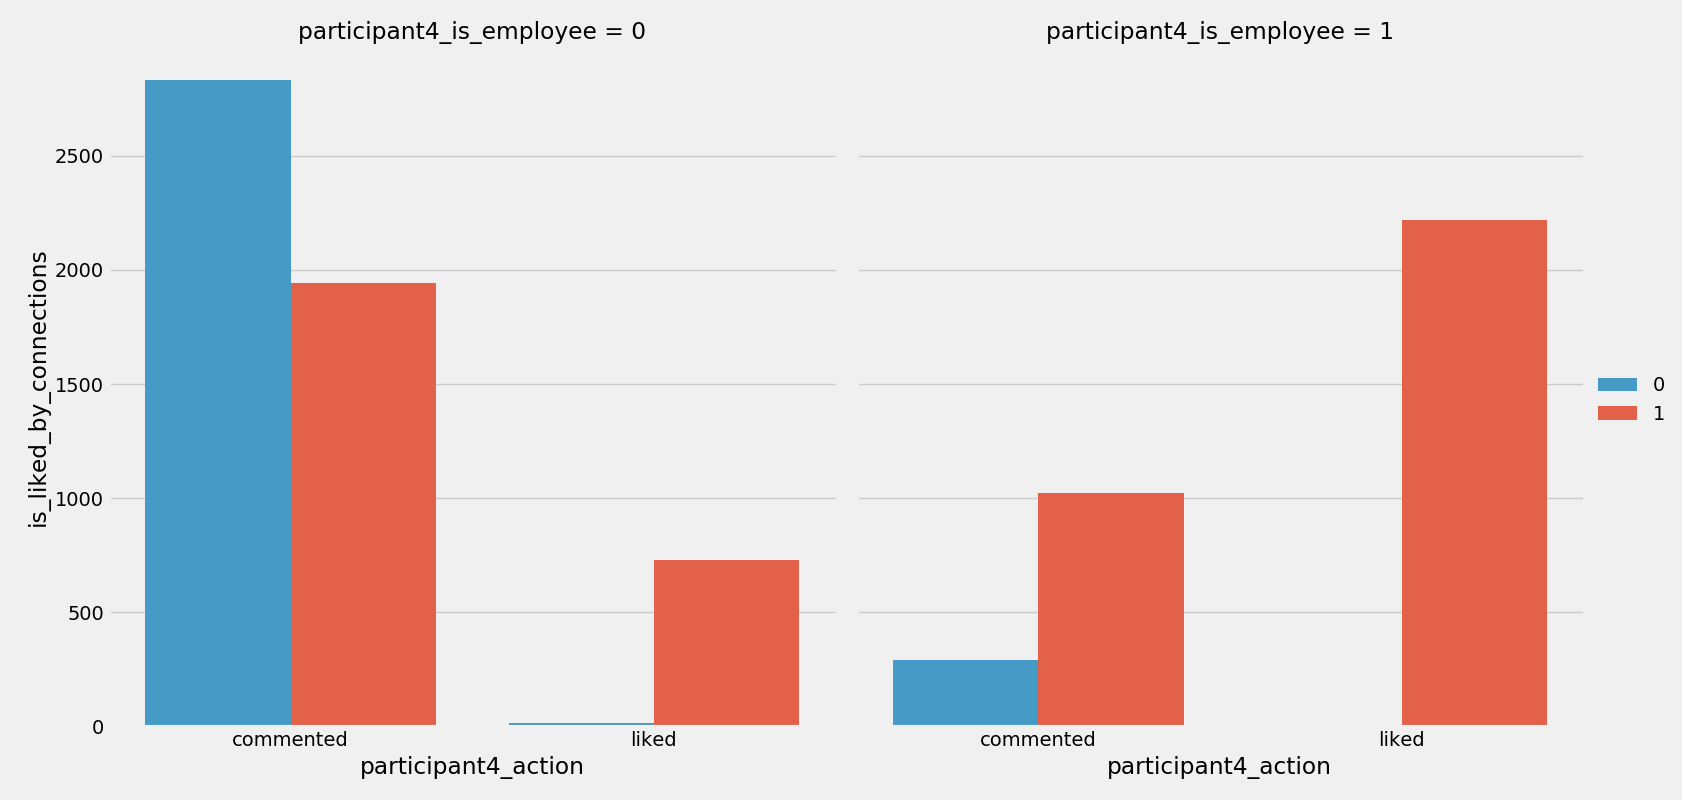 participant4_is_employee = 0
participant4_is_employee = 1
is_liked_by_connections
2500
2000
1500
1000
500
0
commented
liked
commented
liked
participant4_action
participant4_action
0
1